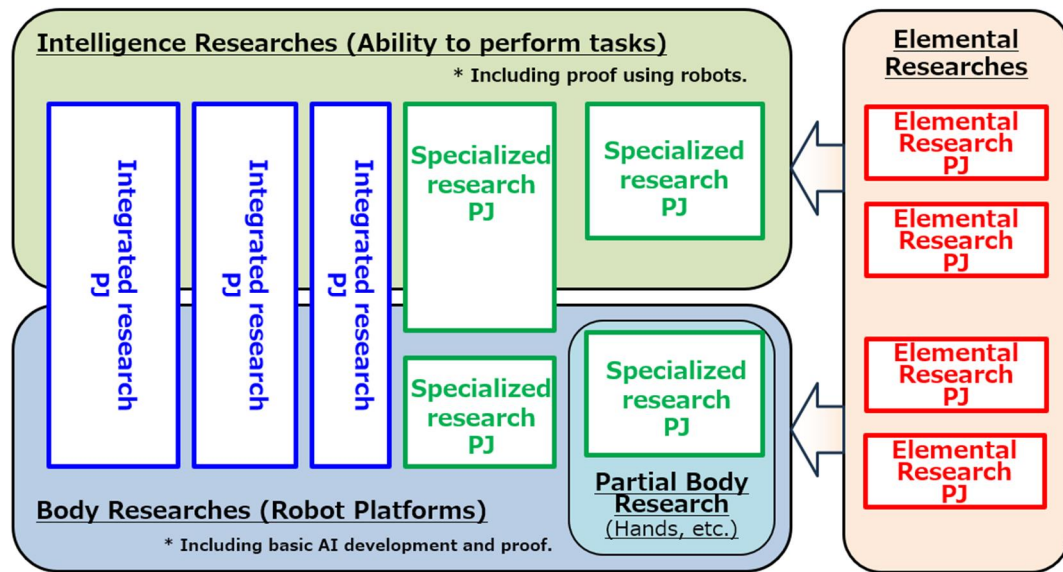 Intelligence Researches (Ability to perform tasks)
* Including proof using robots.
Integrated research
PJ
Integrated research
PJ
Integrated research
PJ
Specialized
research
PJ
Specialized
research
PJ
Specialized
research
PJ
Specialized
research
PJ
Partial Body
Research
(Hands, etc.)
Body Researches (Robot Platforms)
* Including basic AI development and proof.
Elemental
Researches
Elemental
Research
PJ
Elemental
Research
PJ
Elemental
Research
PJ
Elemental
Research
PJ